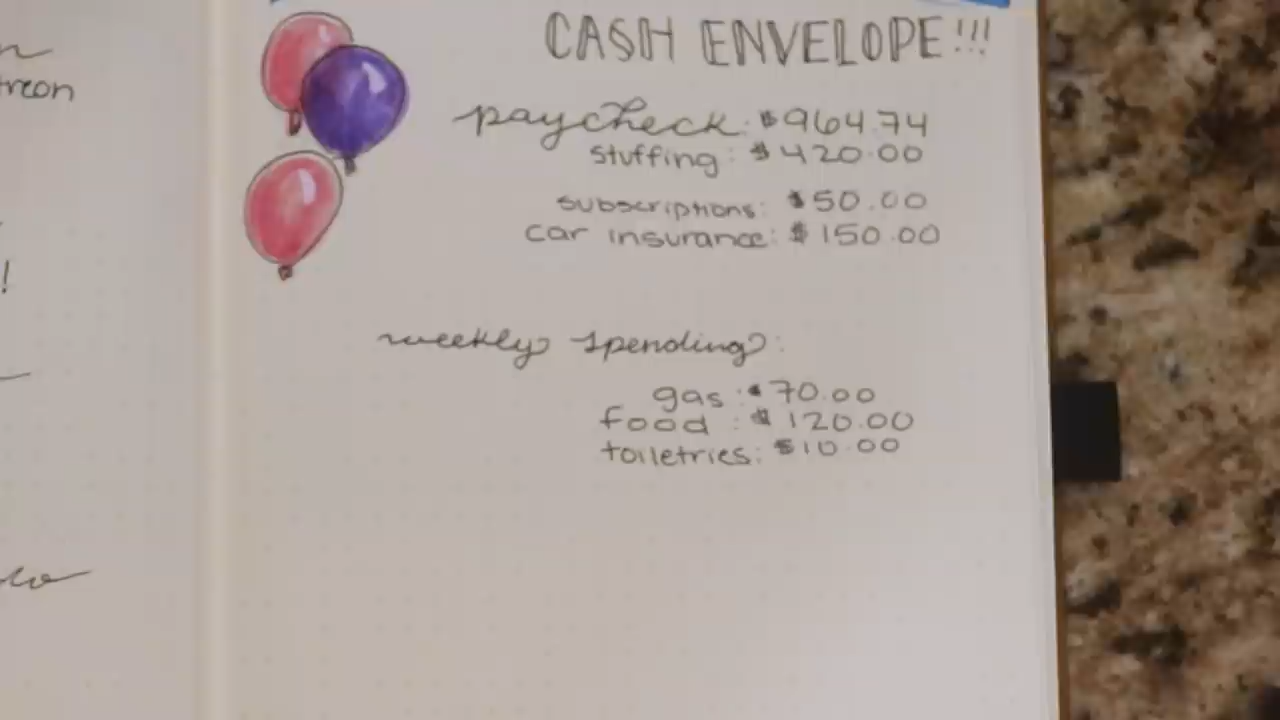 CASH ENVELOPE!!!
paycheck: $964.74
stuffing: $420.00
subscriptions: $50.00
car insurance: $150.00
weekly spending:
gas: $70.00
food: $120.00
toiletries: $10.00